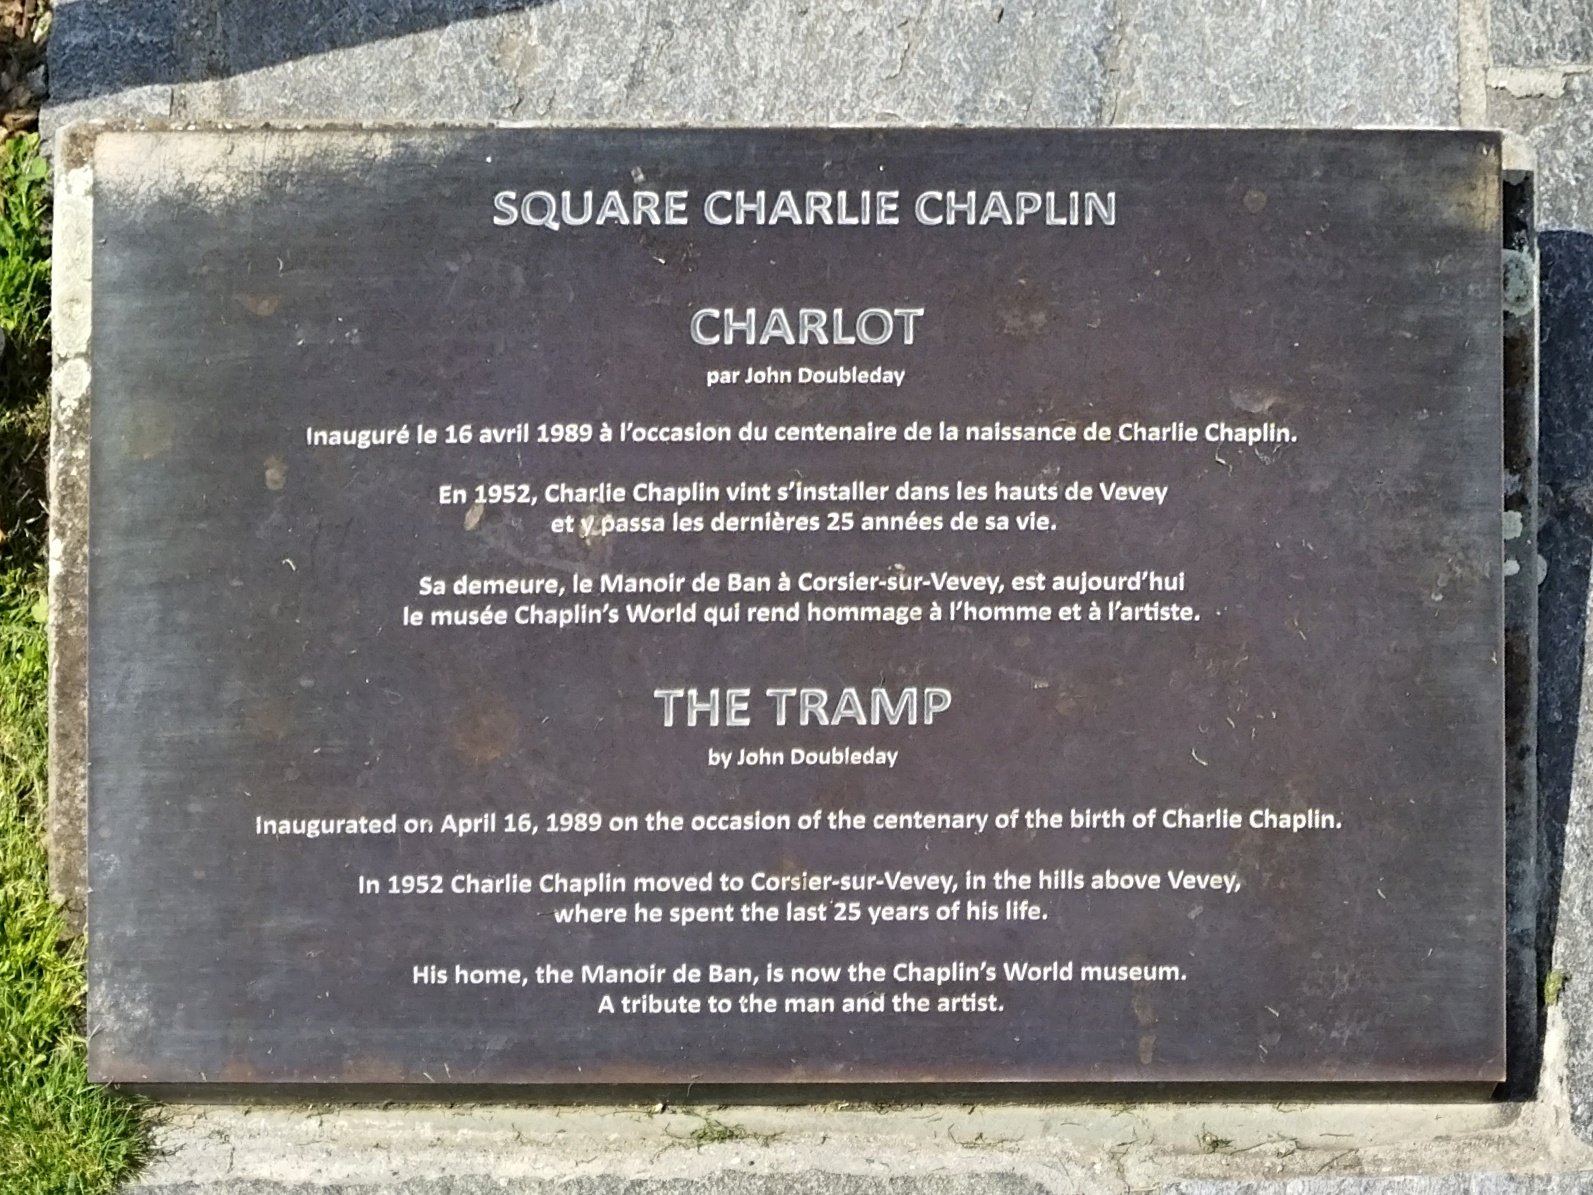 SQUARE CHARLIE CHAPLIN
CHARLOT
par John Doubleday
Inauguré le 16 avril 1989 à l'occasion du centenaire de la naissance de Charlie Chaplin.
En 1952, Charlie Chaplin vint s'installer dans les hauts de Vevey
et y passa les dernières 25 années de sa vie.
Sa demeure, le Manoir de Ban à Corsier-sur-Vevey, est aujourd'hui
le musée Chaplin's World qui rend hommage à l'homme et à l'artiste.
THE TRAMP
by John Doubleday
Inaugurated on April 16, 1989 on the occasion of the centenary of the birth of Charlie Chaplin.
In 1952 Charlie Chaplin moved to Corsier-sur-Vevey, in the hills above Vevey,
where he spent the last 25 years of his life.
His home, the Manoir de Ban, is now the Chaplin's World museum.
A tribute to the man and the artist.